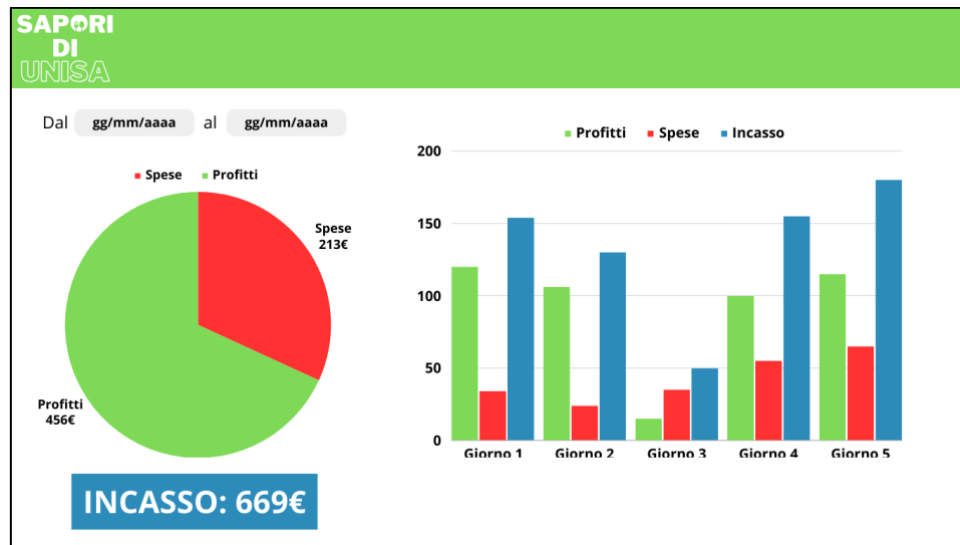 SAPORI
DI
UNISA
Dal gg/mm/aaaa al gg/mm/aaaa
Spese Profitti
Spese
213€
Profitti
456€
INCASSO: 669€
Profitti Spese Incasso
200
150
100
50
0
Giorno 1 Giorno 2 Giorno 3 Giorno 4 Giorno 5